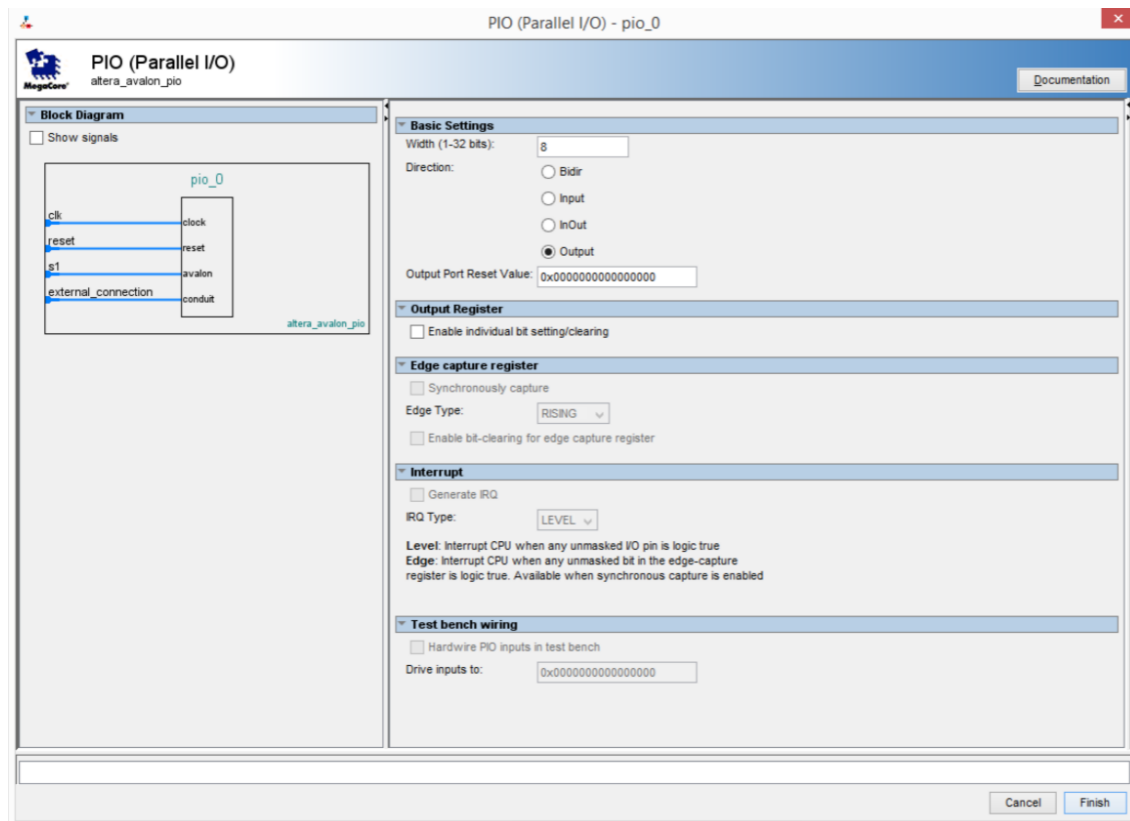 PIO (Parallel I/O) - pio_0
PIO (Parallel I/O)
altera_avalon_pio
MegaCore'
Documentation
Block Diagram
Show signals
pio_0
clk
clock
reset
reset
s1
avalon
external_connection
conduit
altera_avalon_pio
Basic Settings
Width (1-32 bits): 8
Direction:
Bidir
Input
InOut
Output
Output Port Reset Value: 0x0000000000000000
Output Register
Enable individual bit setting/clearing
Edge capture register
Synchronously capture
Edge Type: RISING
Enable bit-clearing for edge capture register
Interrupt
Generate IRQ
IRQ Type: LEVEL
Level: Interrupt CPU when any unmasked I/O pin is logic true
Edge: Interrupt CPU when any unmasked bit in the edge-capture
register is logic true. Available when synchronous capture is enabled
Test bench wiring
Hardwire PIO inputs in test bench
Drive inputs to: 0x0000000000000000
Cancel
Finish